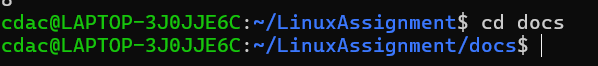 cdac@LAPTOP-3J0JJE6C:~/LinuxAssignment$ cd docs
cdac@LAPTOP-3J0JJE6C:~/LinuxAssignment/docs$